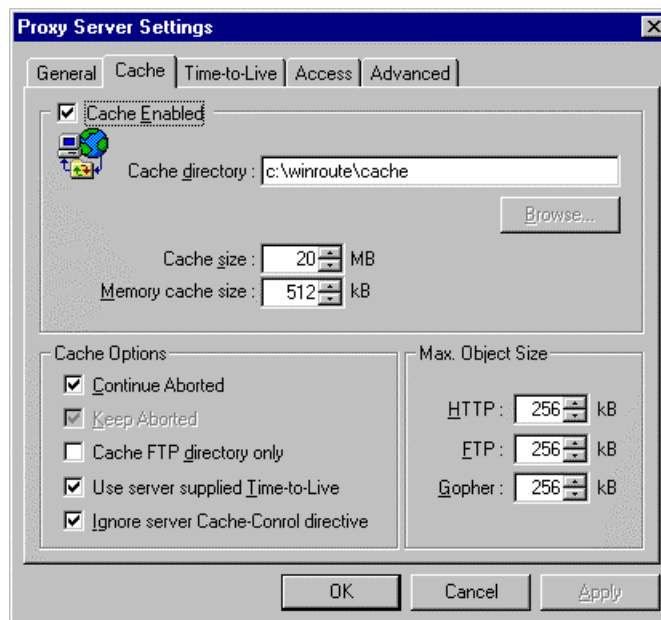 Proxy Server Settings
General Cache Time-to-Live Access Advanced
Cache Enabled
Cache directory : c:\winroute\cache
Browse...
Cache size : 20 MB
Memory cache size : 512 kB
Cache Options
Continue Aborted
Keep Aborted
Cache FTP directory only
Use server supplied Time-to-Live
Ignore server Cache-Conrol directive
Max. Object Size
HTTP : 256 kB
FTP : 256 kB
Gopher : 256 kB
OK Cancel Apply